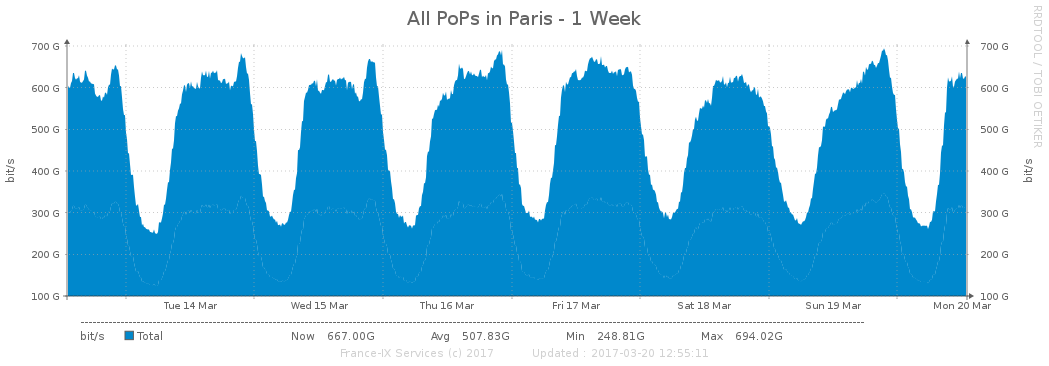 All PoPs in Paris - 1 Week
RRDTOOL / TOBI OETIKER
bit/s
bit/s
700 G 700 G
600 G 600 G
500 G 500 G
400 G 400 G
300 G 300 G
200 G 200 G
100 G 100 G
Tue 14 Mar Wed 15 Mar Thu 16 Mar Fri 17 Mar Sat 18 Mar Sun 19 Mar Mon 20 Mar
bit/s Total Now 667.00G Avg 507.83G Min 248.81G Max 694.02G
France-IX Services (c) 2017 Updated : 2017-03-20 12:55:11